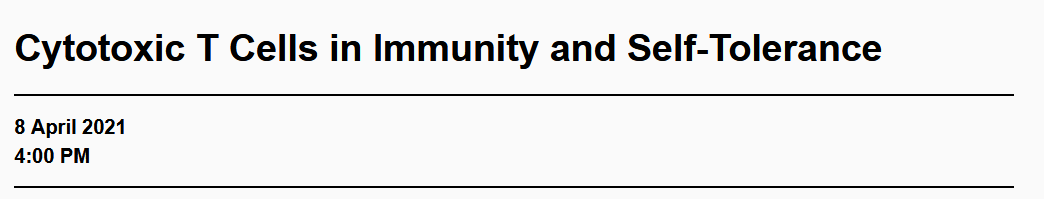 Cytotoxic T Cells in Immunity and Self-Tolerance
8 April 2021
4:00 PM